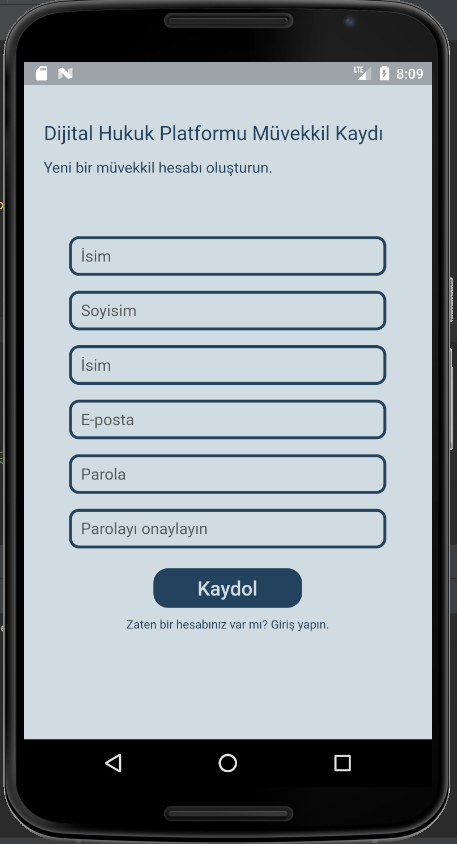 LTE 8:09
Dijital Hukuk Platformu Müvekkil Kaydı
Yeni bir müvekkil hesabı oluşturun.
İsim
Soyisim
İsim
E-posta
Parola
Parolayı onaylayın
Kaydol
Zaten bir hesabınız var mı? Giriş yapın.